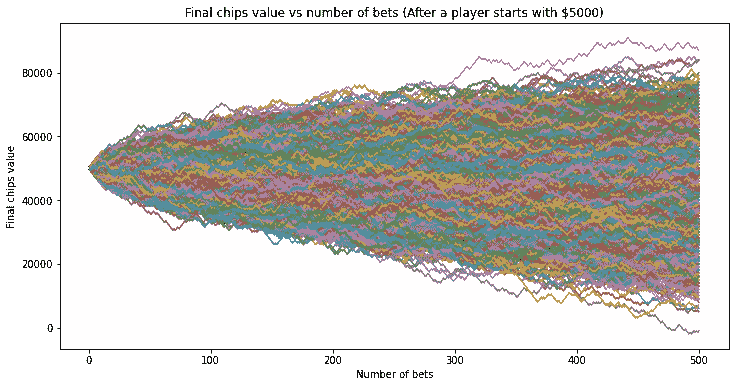 Final chips value vs number of bets (After a player starts with $5000)
Final chips value
80000
60000
40000
20000
0
0 100 200 300 400 500
Number of bets